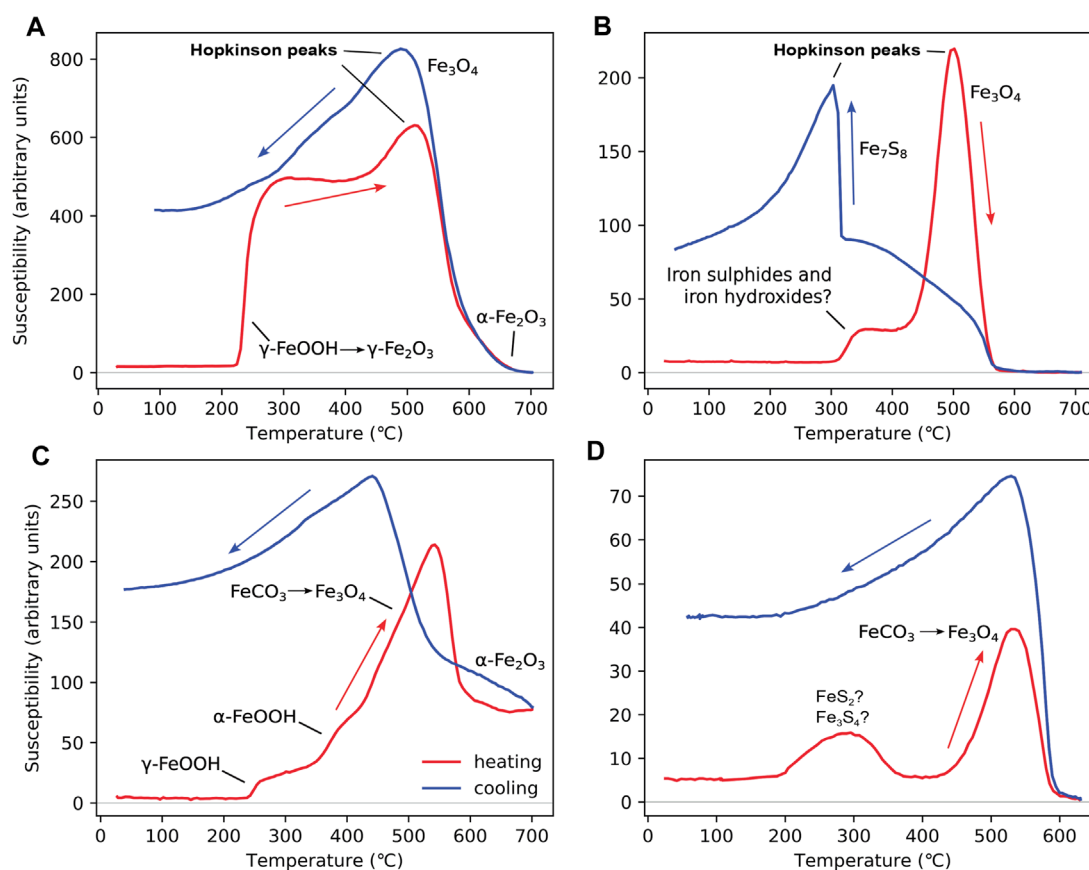 A
Hopkinson peaks
Fe₃O₄
γ-FeOOH→γ-Fe₂O₃
α-Fe₂O₃
Susceptibility (arbitrary units)
0
200
400
600
800
0 100 200 300 400 500 600 700
Temperature (℃)
B
Hopkinson peaks
Fe₃O₄
Fe₇S₈
Iron sulphides and
iron hydroxides?
0
50
100
150
200
0 100 200 300 400 500 600 700
Temperature (℃)
C
FeCO₃→Fe₃O₄
α-Fe₂O₃
α-FeOOH
γ-FeOOH
heating
cooling
Susceptibility (arbitrary units)
0
50
100
150
200
250
0 100 200 300 400 500 600 700
Temperature (℃)
D
FeCO₃→Fe₃O₄
FeS₂?
Fe₃S₄?
0
10
20
30
40
50
60
70
0 100 200 300 400 500 600
Temperature (℃)